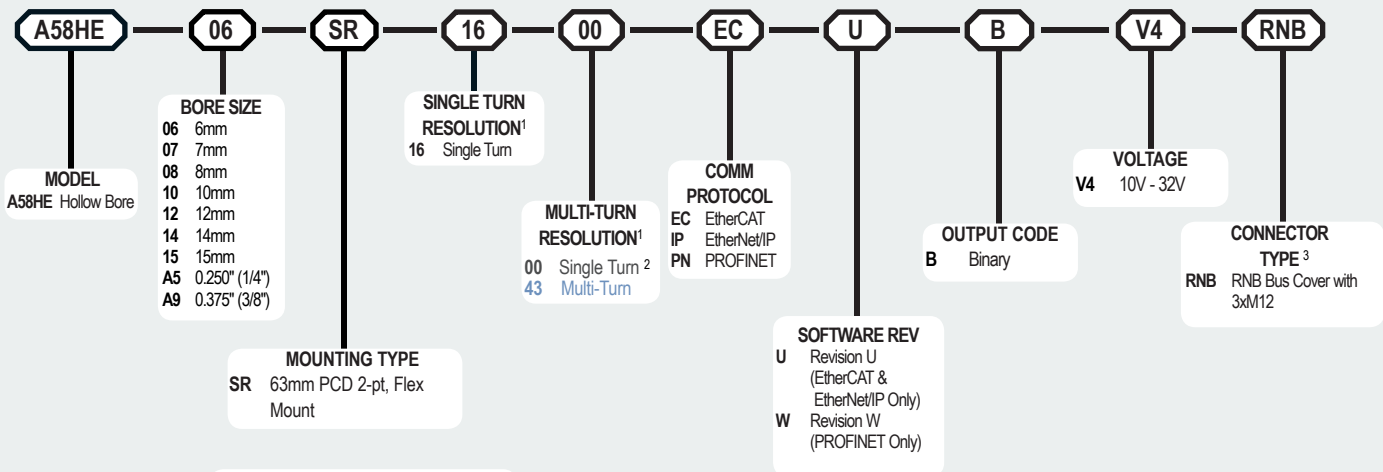 A58HE 06 SR 16 00 EC U B V4 RNB
MODEL
A58HE Hollow Bore
BORE SIZE
06 6mm
07 7mm
08 8mm
10 10mm
12 12mm
14 14mm
15 15mm
A5 0.250" (1/4")
A9 0.375" (3/8")
MOUNTING TYPE
SR 63mm PCD 2-pt, Flex
Mount
SINGLE TURN
RESOLUTION¹
16 Single Turn
MULTI-TURN
RESOLUTION¹
00 Single Turn ²
43 Multi-Turn
COMM
PROTOCOL
EC EtherCAT
IP EtherNet/IP
PN PROFINET
SOFTWARE REV
U Revision U
(EtherCAT &
EtherNet/IP Only)
W Revision W
(PROFINET Only)
OUTPUT CODE
B Binary
VOLTAGE
V4 10V - 32V
CONNECTOR
TYPE ³
RNB RNB Bus Cover with
3xM12